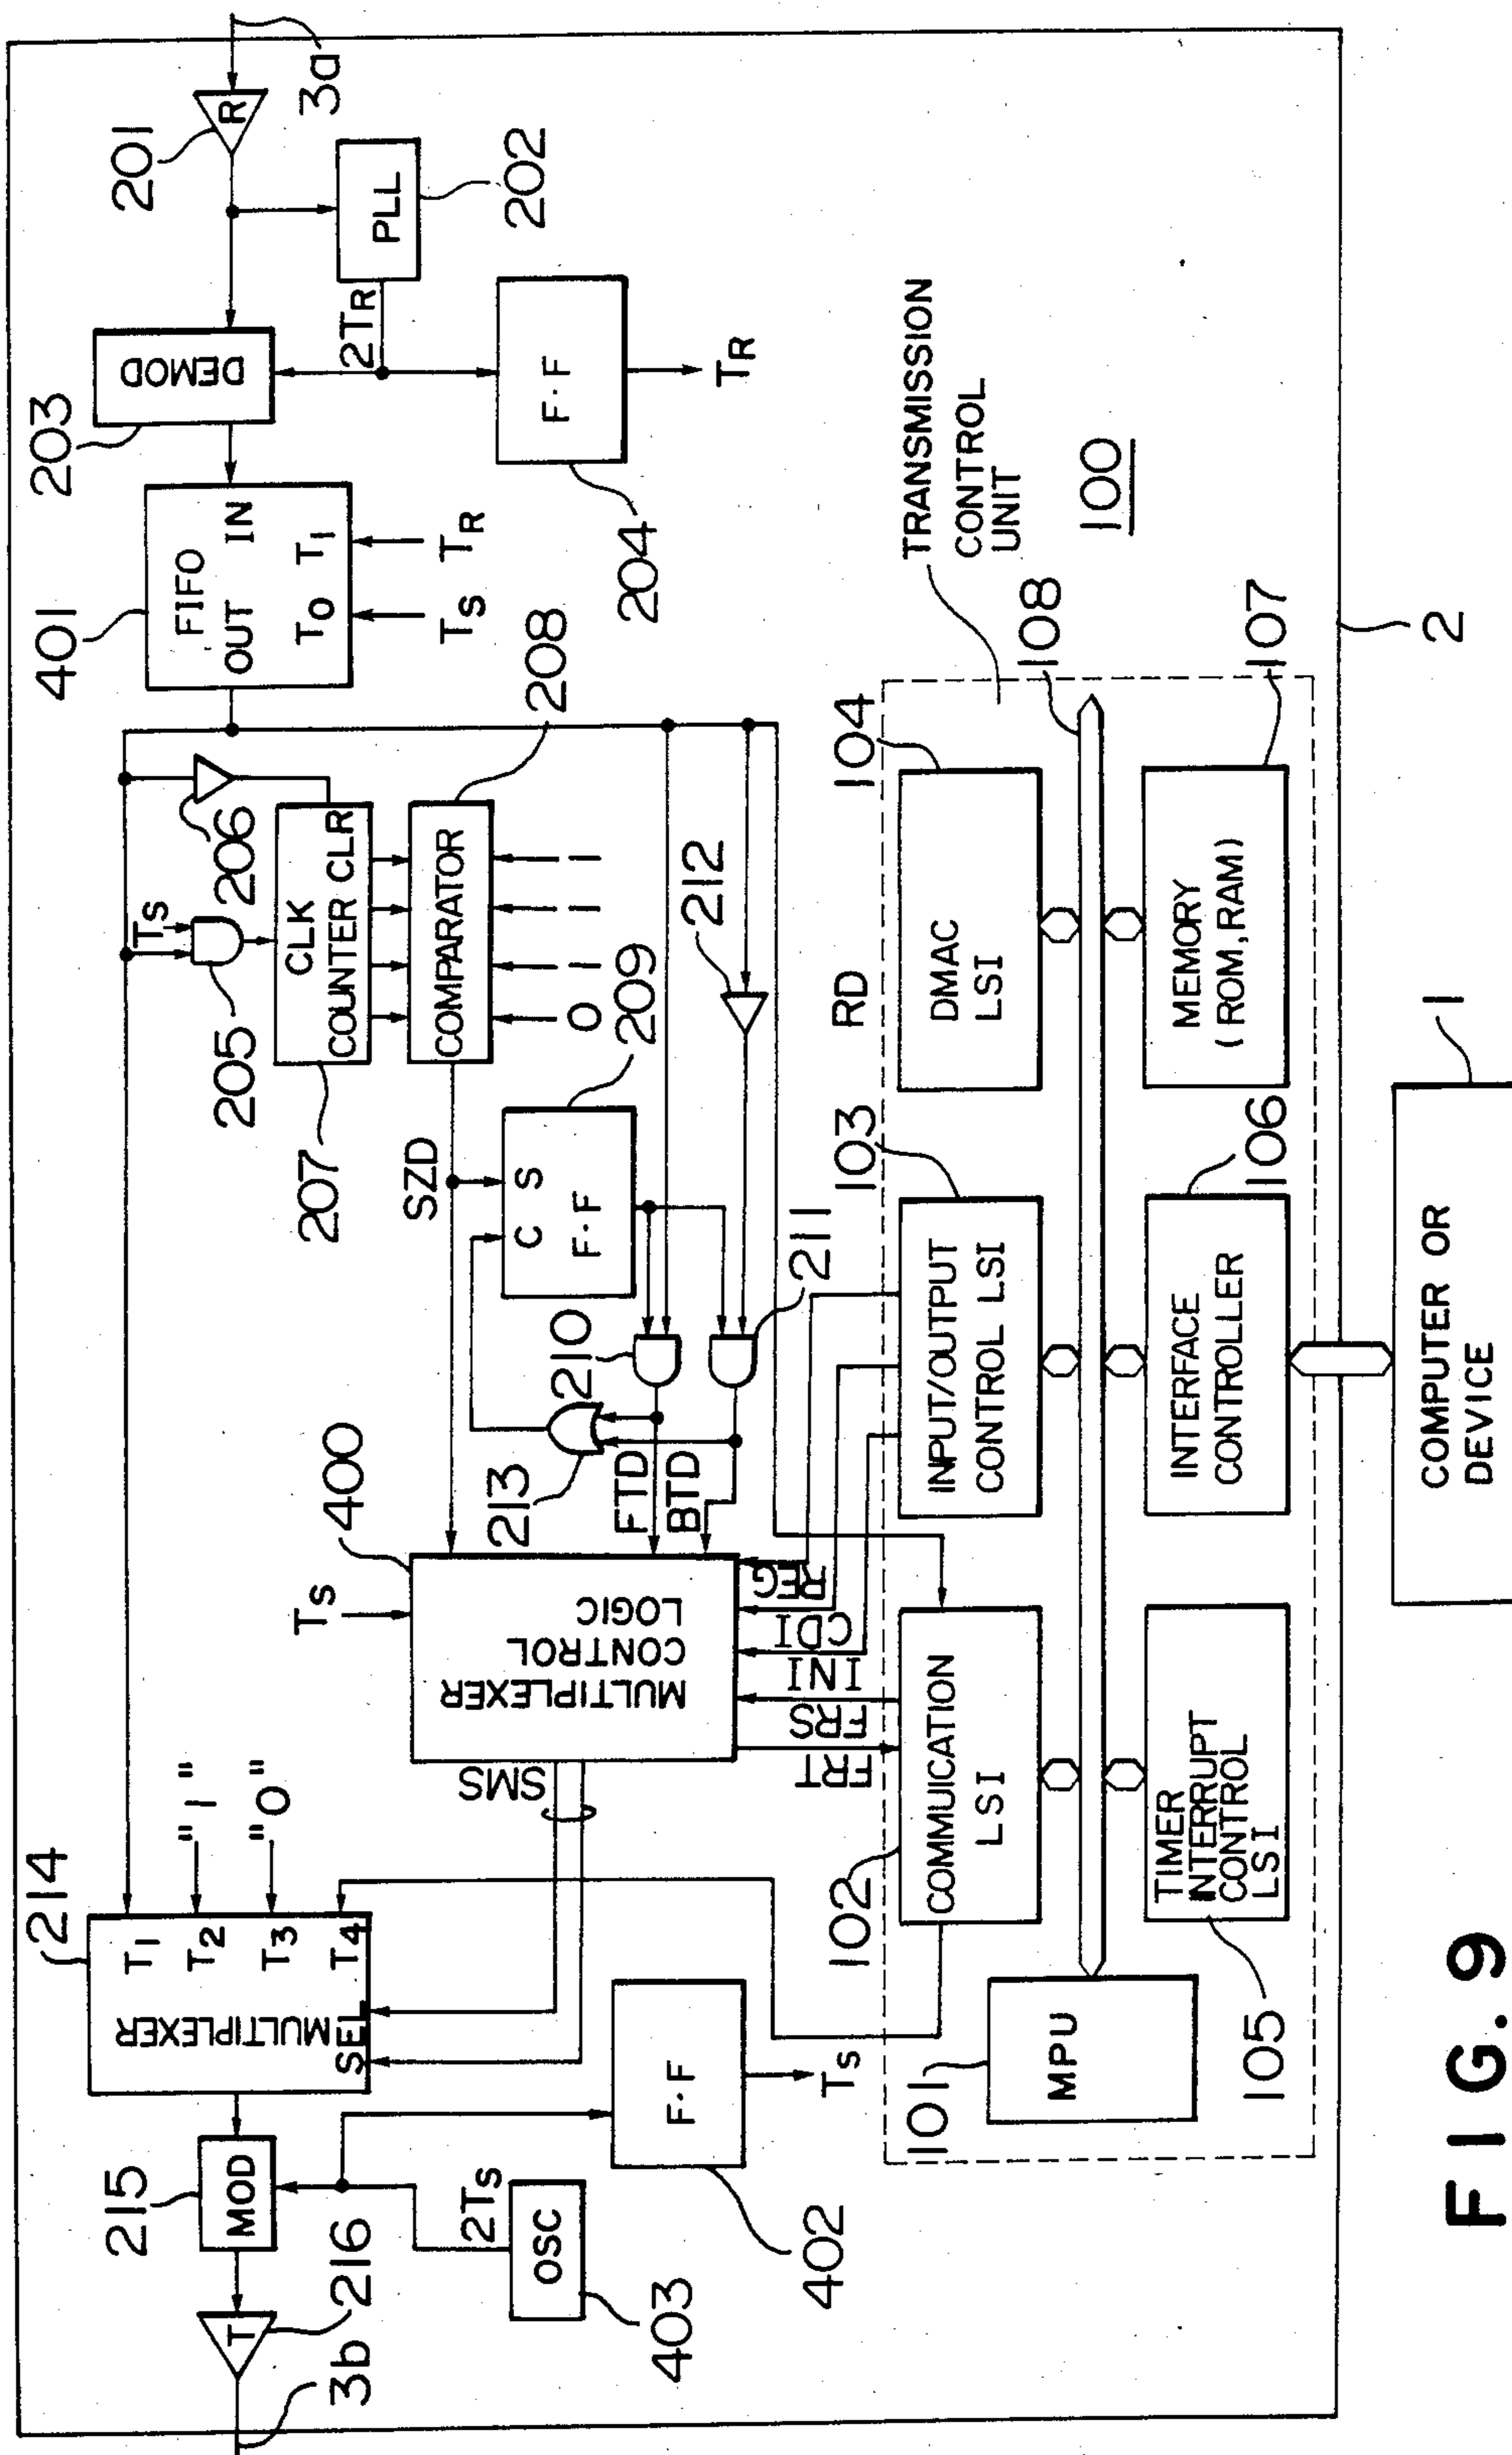 3a
R
201
PLL
202
2TR
DEMOD
203
F·F
TR
204
FIFO
IN
OUT
TO
T1
TS
TR
401
206
TS
205
CLK
COUNTER CLR
207
COMPARATOR
208
0 1 1 1
SZD
C S
F·F
209
210
211
212
213
FTD
BTD
TS
400
MULTIPLEXER
CONTROL
LOGIC
REG
CDI
INI
FRS
FRT
SMS
"1"
"0"
214
T1
T2
T3
T4
MULTIPLEXER
SEL
215
MOD
T
216
3b
2TS
OSC
403
F·F
TS
402
TRANSMISSION
CONTROL
UNIT
100
108
RD
104
DMAC
LSI
103
INPUT/OUTPUT
CONTROL LSI
102
COMMUICATION
LSI
101
MPU
105
TIMER
INTERRUPT
CONTROL
LSI
106
INTERFACE
CONTROLLER
107
MEMORY
(ROM,RAM)
2
1
COMPUTER OR
DEVICE
FIG. 9